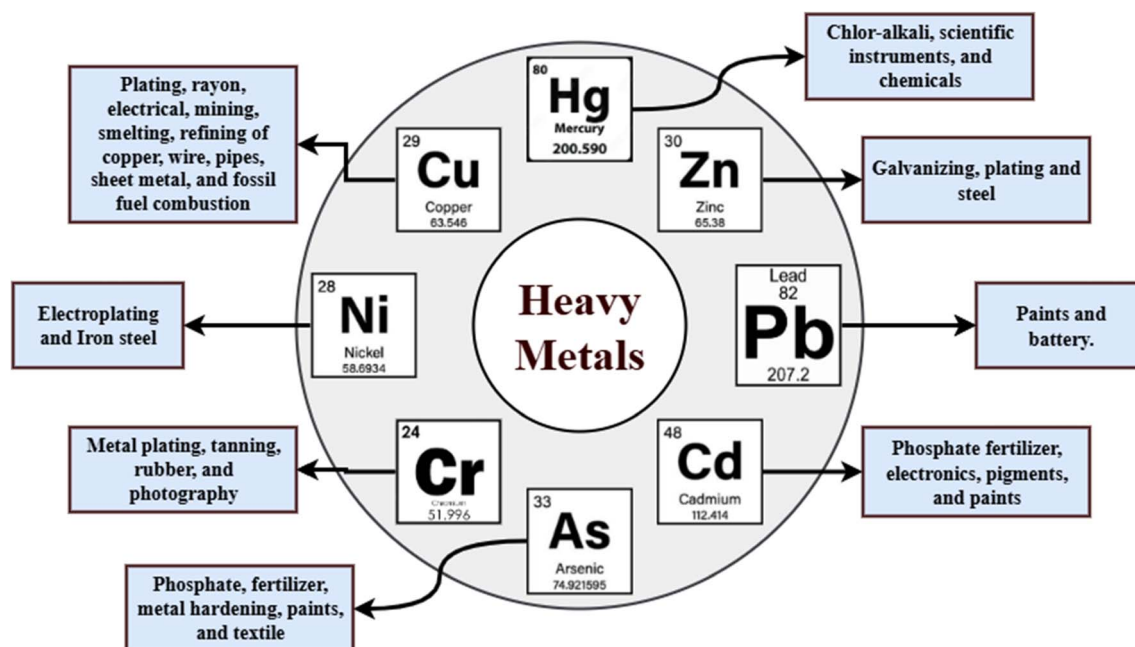 Chlor-alkali, scientific
instruments, and
chemicals
80
Hg
Mercury
200.590
Plating, rayon,
electrical, mining,
smelting, refining of
copper, wire, pipes,
sheet metal, and fossil
fuel combustion
29
Cu
Copper
63.546
30
Zn
Zinc
65.38
Galvanizing, plating and
steel
Electroplating
and Iron steel
28
Ni
Nickel
58.6934
Heavy
Metals
Lead
82
Pb
207.2
Paints and
battery.
Metal plating, tanning,
rubber, and
photography
24
Cr
Chromium
51.996
48
Cd
Cadmium
112.414
Phosphate fertilizer,
electronics, pigments,
and paints
33
As
Arsenic
74.921595
Phosphate, fertilizer,
metal hardening, paints,
and textile